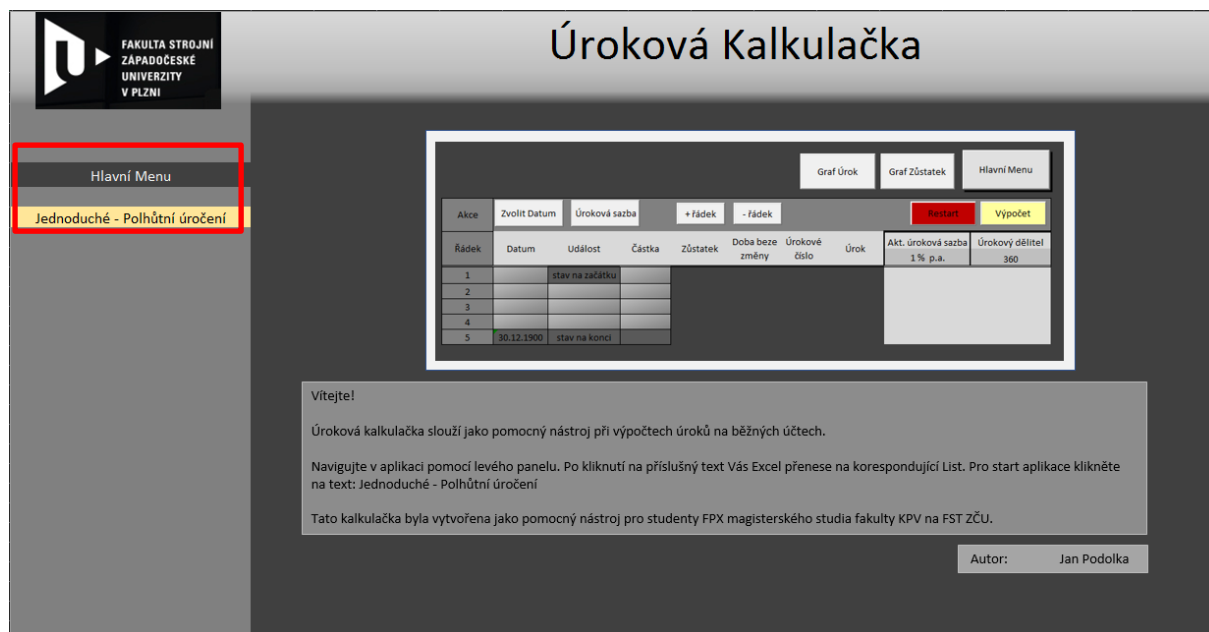 FAKULTA STROJNÍ
ZÁPADOČESKÉ
UNIVERZITY
V PLZNI
Úroková Kalkulačka
Hlavní Menu
Jednoduché - Polhůtní úročení
Graf Úrok Graf Zůstatek Hlavní Menu
Akce Zvolit Datum Úroková sazba + řádek - řádek Restart Výpočet
Řádek Datum Událost Částka Zůstatek Doba beze změny Úrokové číslo Úrok Akt. úroková sazba Úrokový dělitel
1 % p.a. 360
1 stav na začátku
2
3
4
5 30.12.1900 stav na konci
Vítejte!
Úroková kalkulačka slouží jako pomocný nástroj při výpočtech úroků na běžných účtech.
Navigujte v aplikaci pomocí levého panelu. Po kliknutí na příslušný text Vás Excel přenese na korespondující List. Pro start aplikace klikněte
na text: Jednoduché - Polhůtní úročení
Tato kalkulačka byla vytvořena jako pomocný nástroj pro studenty FPX magisterského studia fakulty KPV na FST ZČU.
Autor: Jan Podolka